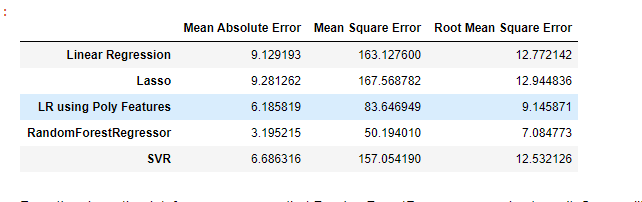 :
Mean Absolute Error Mean Square Error Root Mean Square Error
Linear Regression 9.129193 163.127600 12.772142
Lasso 9.281262 167.568782 12.944836
LR using Poly Features 6.185819 83.646949 9.145871
RandomForestRegressor 3.195215 50.194010 7.084773
SVR 6.686316 157.054190 12.532126